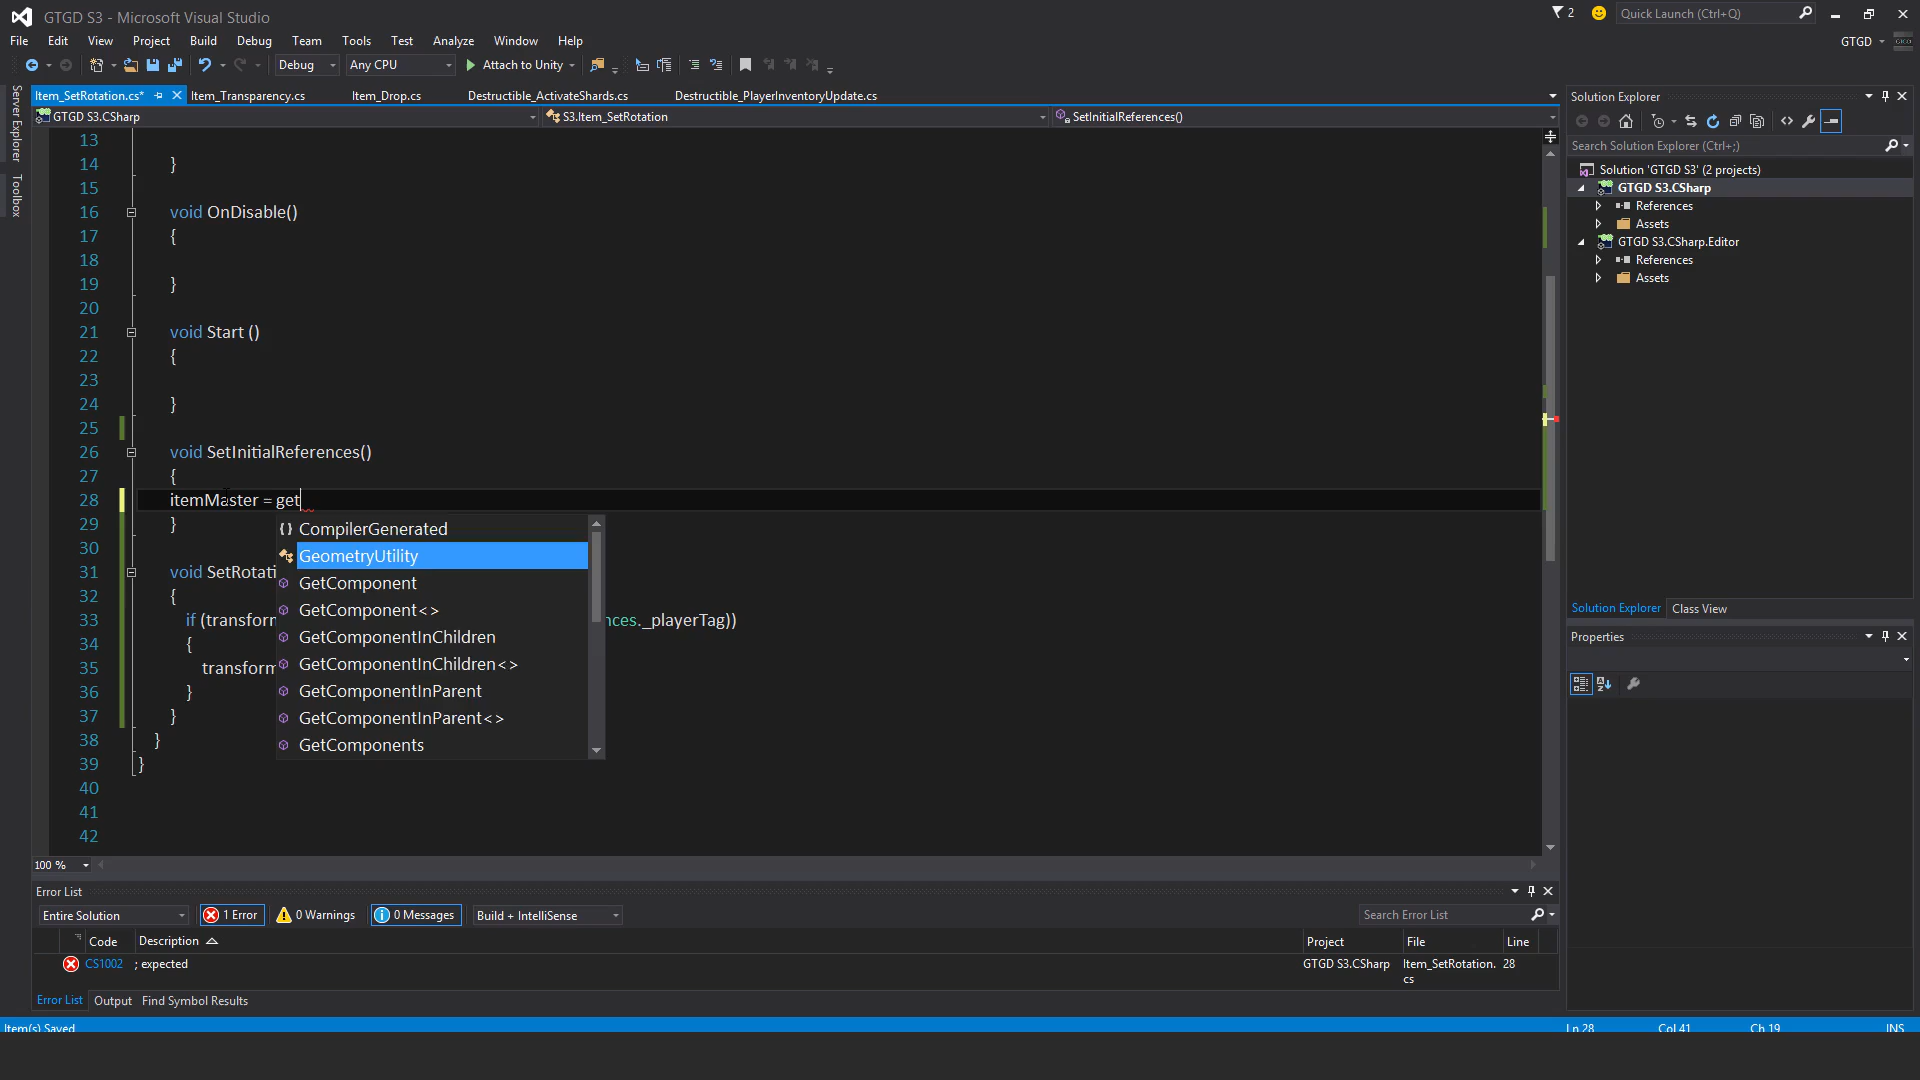 GTGD S3 - Microsoft Visual Studio
2
Quick Launch (Ctrl+Q)
File Edit View Project Build Debug Team Tools Test Analyze Window Help
GTGD
Debug Any CPU Attach to Unity
Server Explorer
Toolbox
Item_SetRotation.cs* Item_Transparency.cs Item_Drop.cs Destructible_ActivateShards.cs Destructible_PlayerInventoryUpdate.cs
GTGD S3.CSharp S3.Item_SetRotation SetInitialReferences()
13
14 }
15
16 void OnDisable()
17 {
18
19 }
20
21 void Start ()
22 {
23
24 }
25
26 void SetInitialReferences()
27 {
28 itemMaster = get
29 }
30
31 void SetRotati
32 {
33 if (transform nces._playerTag))
34 {
35 transform
36 }
37 }
38 }
39 }
40
41
42
{} CompilerGenerated
GeometryUtility
GetComponent
GetComponent<>
GetComponentInChildren
GetComponentInChildren<>
GetComponentInParent
GetComponentInParent<>
GetComponents
100 %
Solution Explorer
Search Solution Explorer (Ctrl+;)
Solution 'GTGD S3' (2 projects)
GTGD S3.CSharp
References
Assets
GTGD S3.CSharp.Editor
References
Assets
Solution Explorer Class View
Properties
Error List
Entire Solution 1 Error 0 Warnings 0 Messages Build + IntelliSense Search Error List
Code Description Project File Line
CS1002 ; expected GTGD S3.CSharp Item_SetRotation. 28
cs
Error List Output Find Symbol Results
Item(s) Saved Ln 28 Col 41 Ch 19 INS